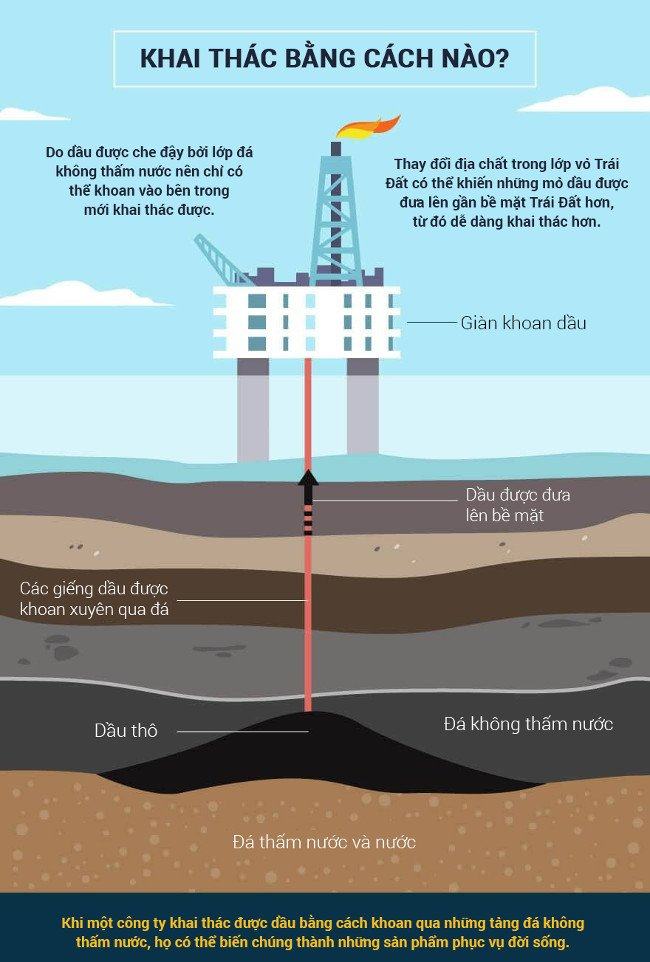 KHAI THÁC BẰNG CÁCH NÀO?
Do dầu được che đậy bởi lớp đá
không thấm nước nên chỉ có
thể khoan vào bên trong
mới khai thác được.
Thay đổi địa chất trong lớp vỏ Trái
Đất có thể khiến những mỏ dầu được
đưa lên gần bề mặt Trái Đất hơn,
từ đó dễ dàng khai thác hơn.
Giàn khoan dầu
Dầu được đưa
lên bề mặt
Các giếng dầu được
khoan xuyên qua đá
Dầu thô
Đá không thấm nước
Đá thấm nước và nước
Khi một công ty khai thác được dầu bằng cách khoan qua những tảng đá không
thấm nước, họ có thể biến chúng thành những sản phẩm phục vụ đời sống.